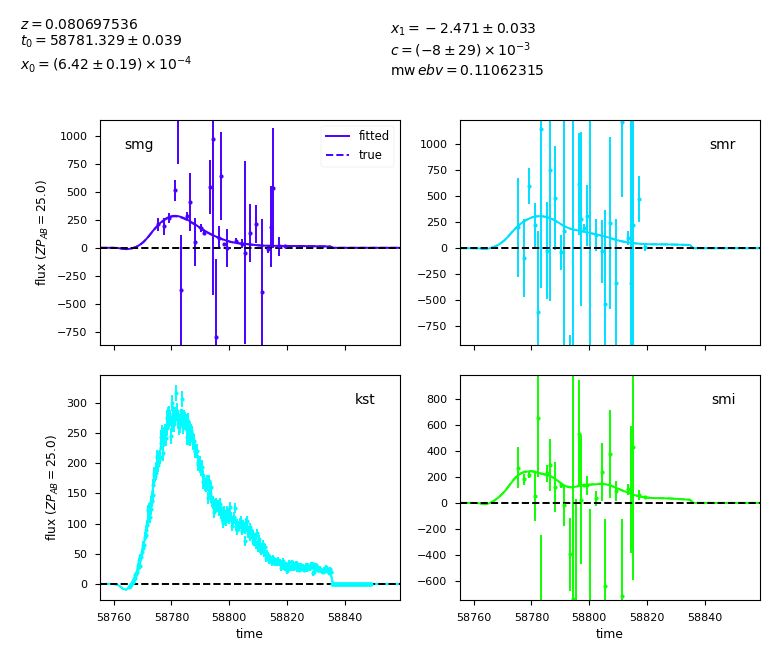 z = 0.080697536
t₀ = 58781.329 ± 0.039
x₀ = (6.42 ± 0.19) × 10⁻⁴
x₁ = −2.471 ± 0.033
c = (−8 ± 29) × 10⁻³
mw ebv = 0.11062315
smg
fitted
true
1000
750
500
250
0
−250
−500
−750
flux (ZP_AB = 25.0)
smr
1000
750
500
250
0
−250
−500
−750
kst
300
250
200
150
100
50
0
flux (ZP_AB = 25.0)
58760 58780 58800 58820 58840
time
smi
800
600
400
200
0
−200
−400
−600
58760 58780 58800 58820 58840
time